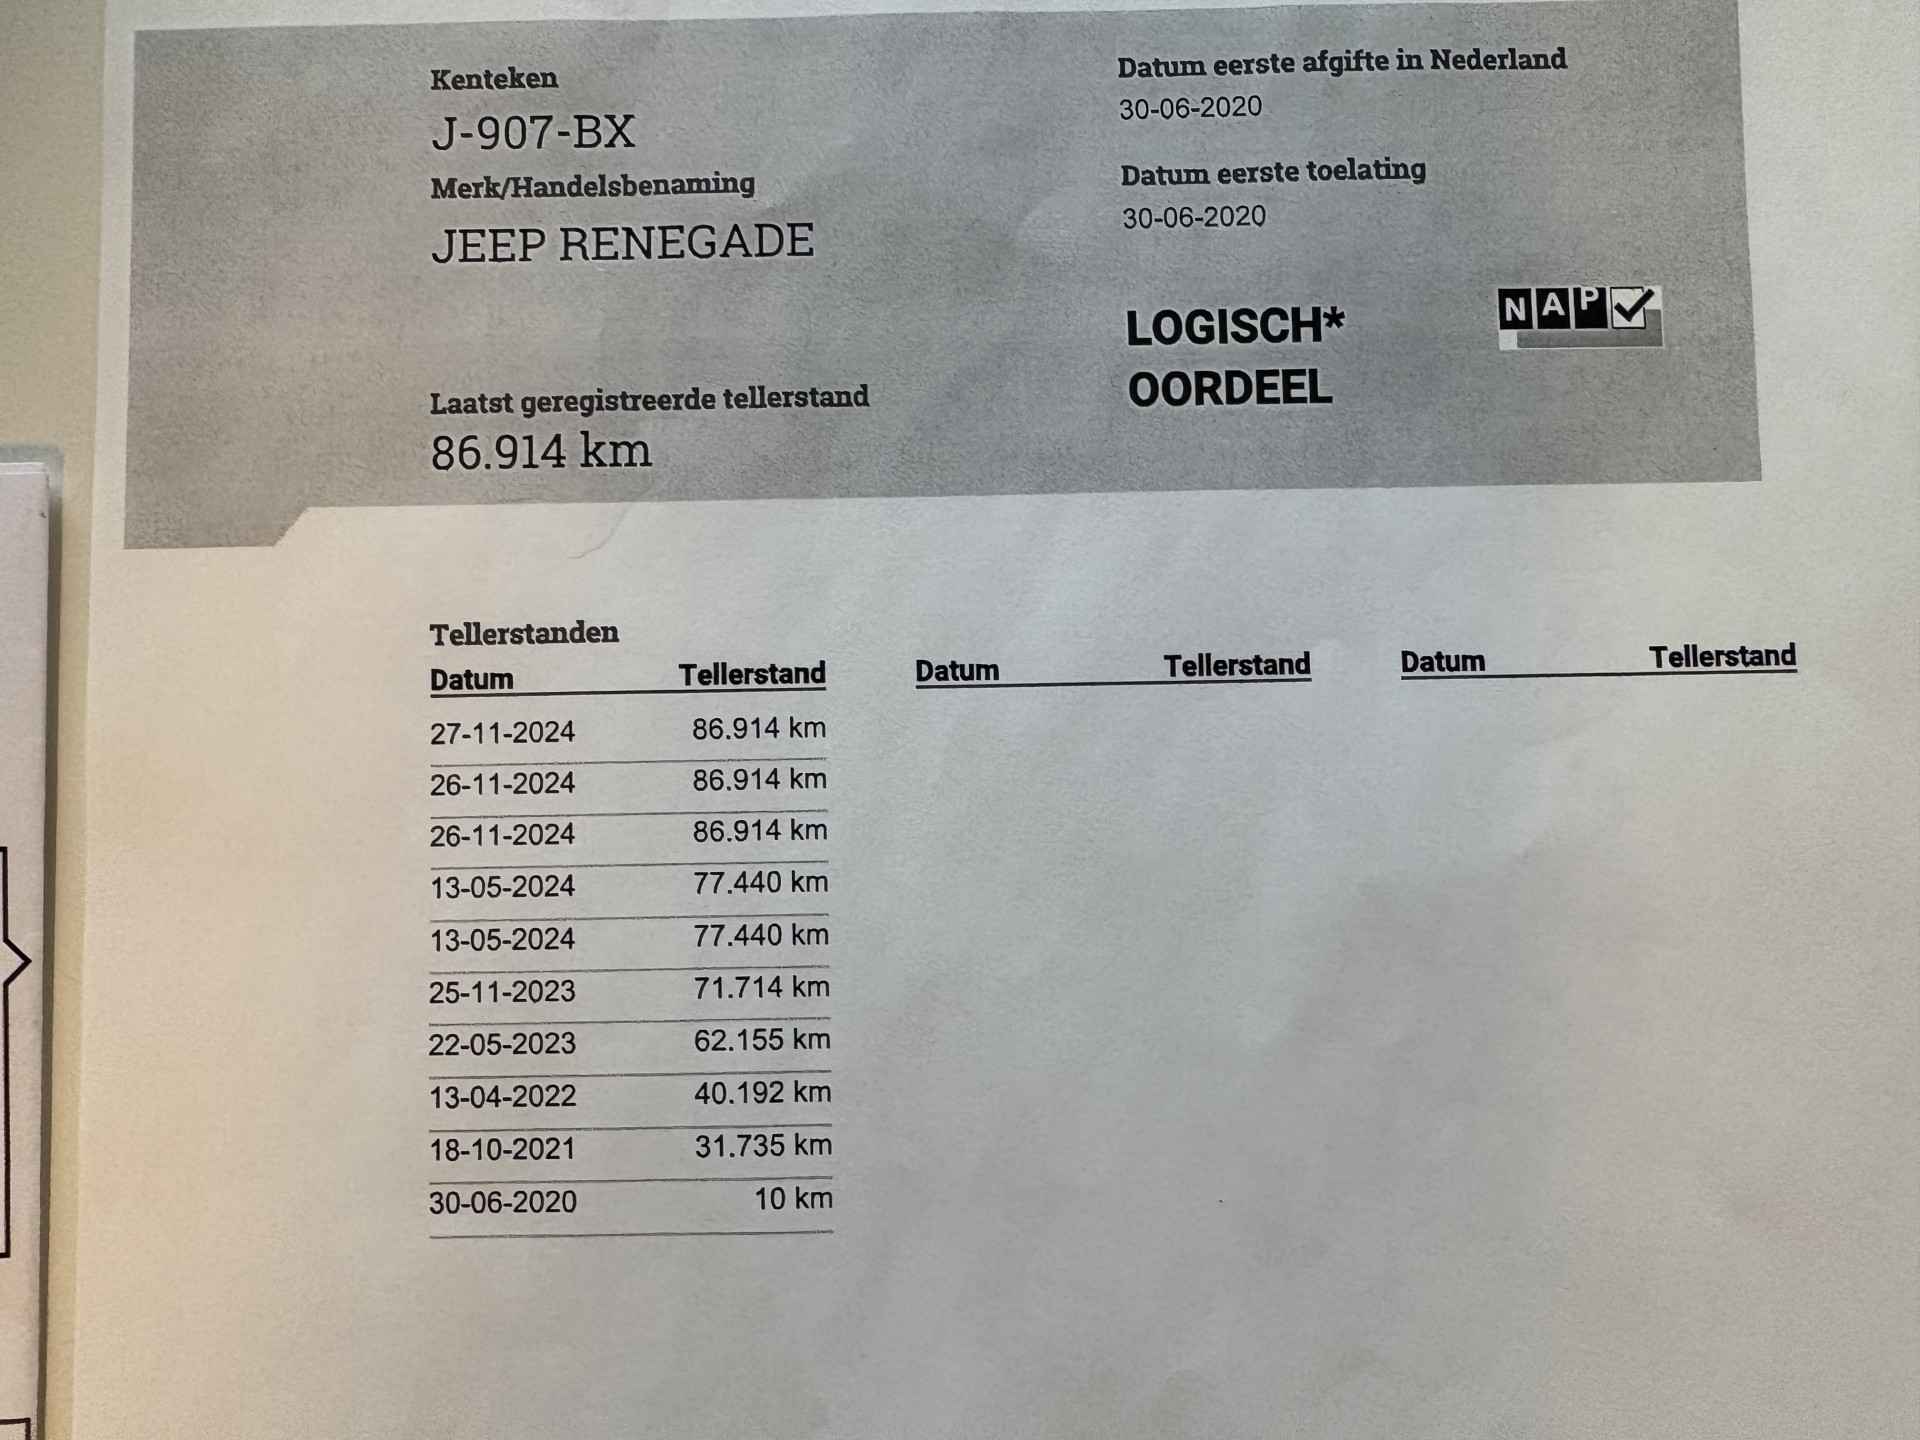 Kenteken
J-907-BX
Merk/Handelsbenaming
JEEP RENEGADE
Laatst geregistreerde tellerstand
86.914 km
Datum eerste afgifte in Nederland
30-06-2020
Datum eerste toelating
30-06-2020
LOGISCH*
OORDEEL
NAP
Tellerstanden
Datum Tellerstand Datum Tellerstand Datum Tellerstand
27-11-2024 86.914 km
26-11-2024 86.914 km
26-11-2024 86.914 km
13-05-2024 77.440 km
13-05-2024 77.440 km
25-11-2023 71.714 km
22-05-2023 62.155 km
13-04-2022 40.192 km
18-10-2021 31.735 km
30-06-2020 10 km